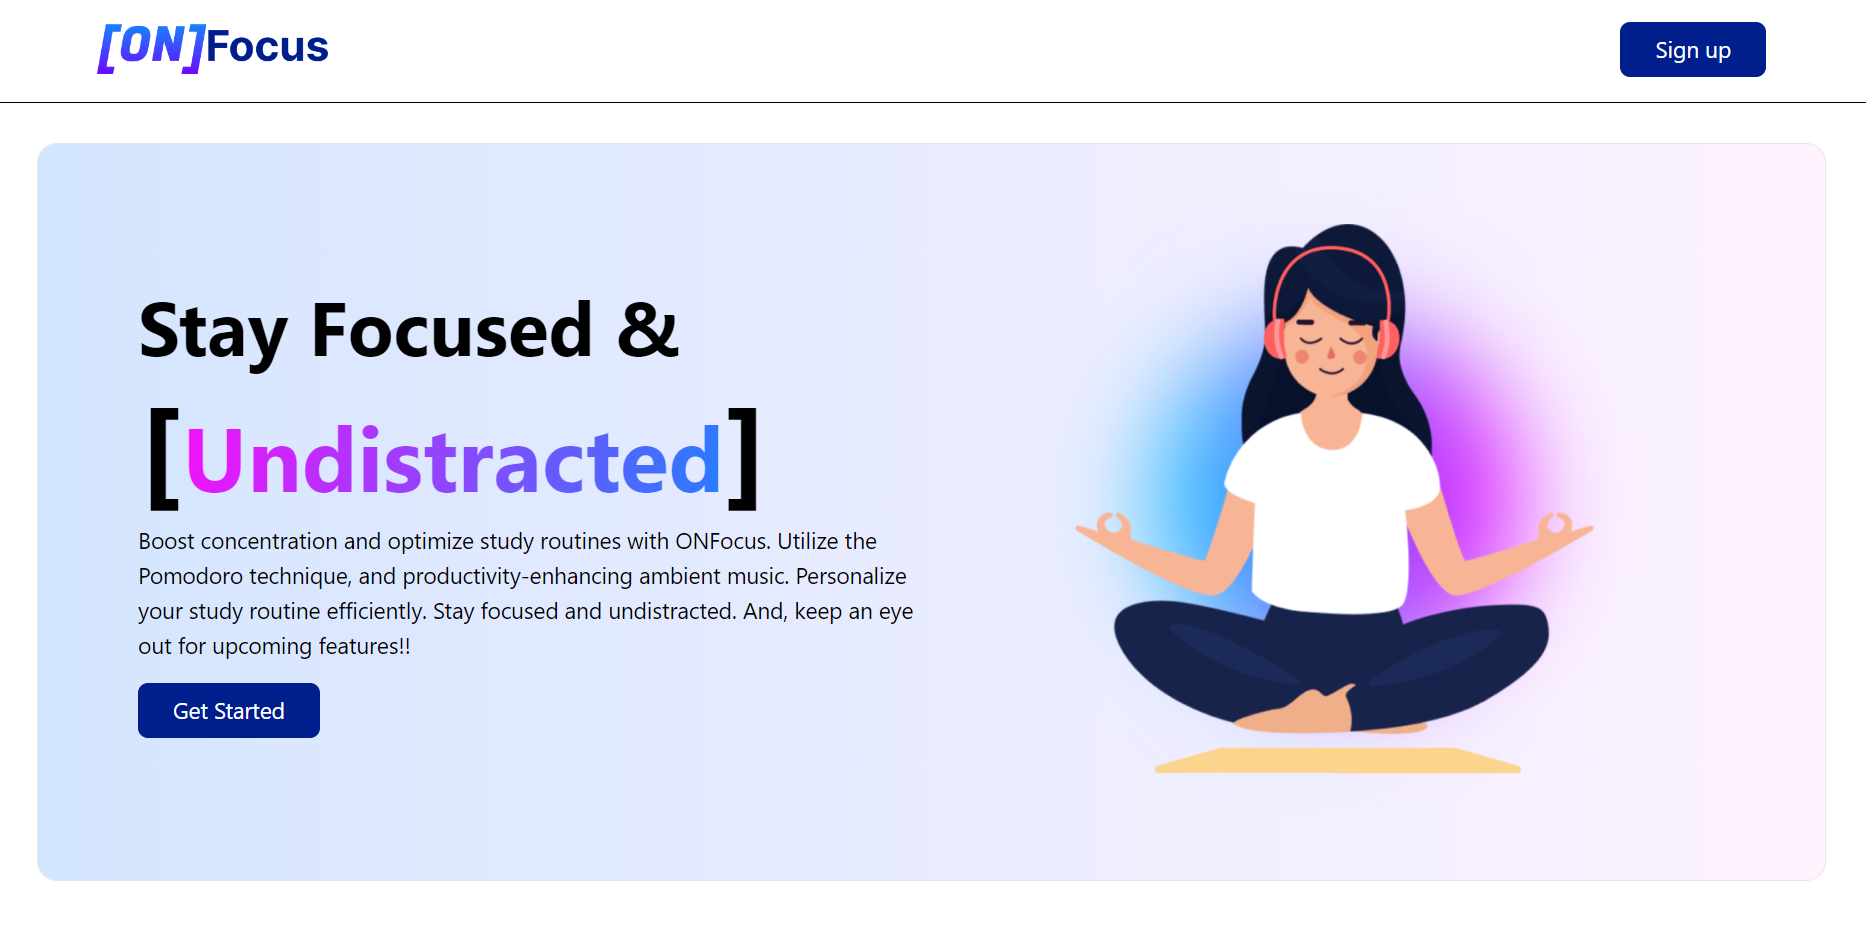 [ON]Focus
Sign up
Stay Focused &
[Undistracted]
Boost concentration and optimize study routines with ONFocus. Utilize the
Pomodoro technique, and productivity-enhancing ambient music. Personalize
your study routine efficiently. Stay focused and undistracted. And, keep an eye
out for upcoming features!!
Get Started